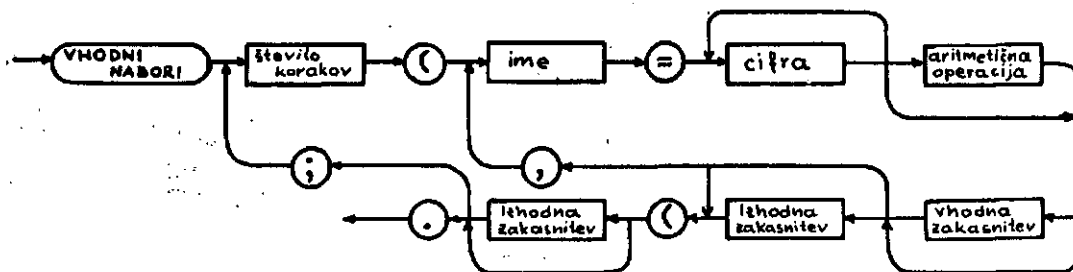 VHODNI
NABORI
število
korakov
(
ime
=
cifra
aritmetična
operacija
;
,
.
Izhodna
zakasnitev
(
Izhodna
zakasnitev
vhodna
zakasnitev